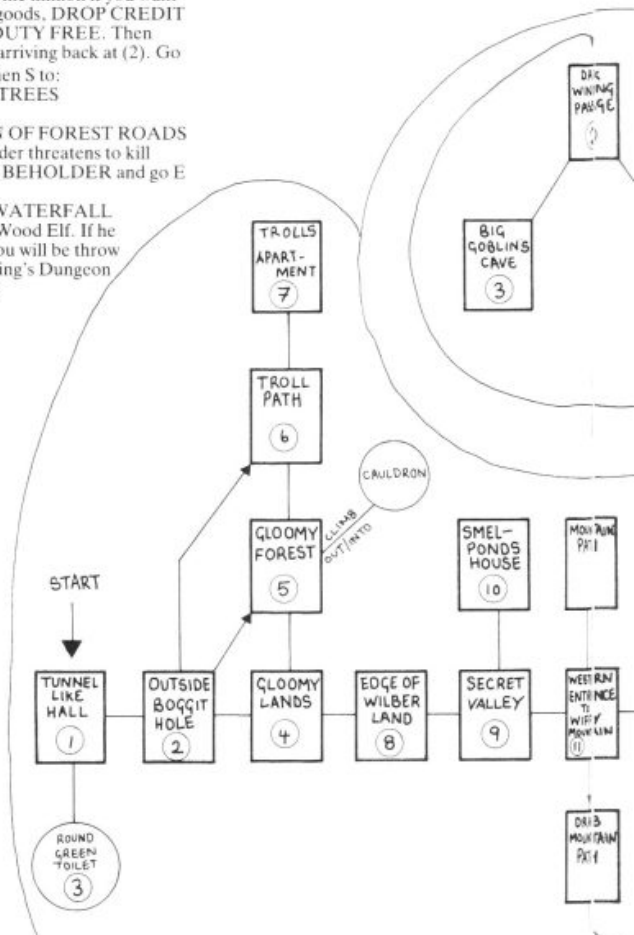 goods, DROP CREDIT
DUTY FREE. Then
arriving back at (2). Go
en S to:
TREES
OF FOREST ROADS
der threatens to kill
BEHOLDER and go E
WATERFALL
Wood Elf. If he
ou will be throw
ing's Dungeon
TROLLS
APART-
MENT
7
TROLL
PATH
6
CAULDRON
CLIMB
OUT/INTO
GLOOMY
FOREST
5
START
TUNNEL
LIKE
HALL
1
OUTSIDE
BOGGIT
HOLE
2
GLOOMY
LANDS
4
EDGE OF
WILBER
LAND
8
SMEL-
PONDS
HOUSE
10
SECRET
VALLEY
9
ROUND
GREEN
TOILET
3
WINING
BIG
GOBLINS
CAVE
3
11